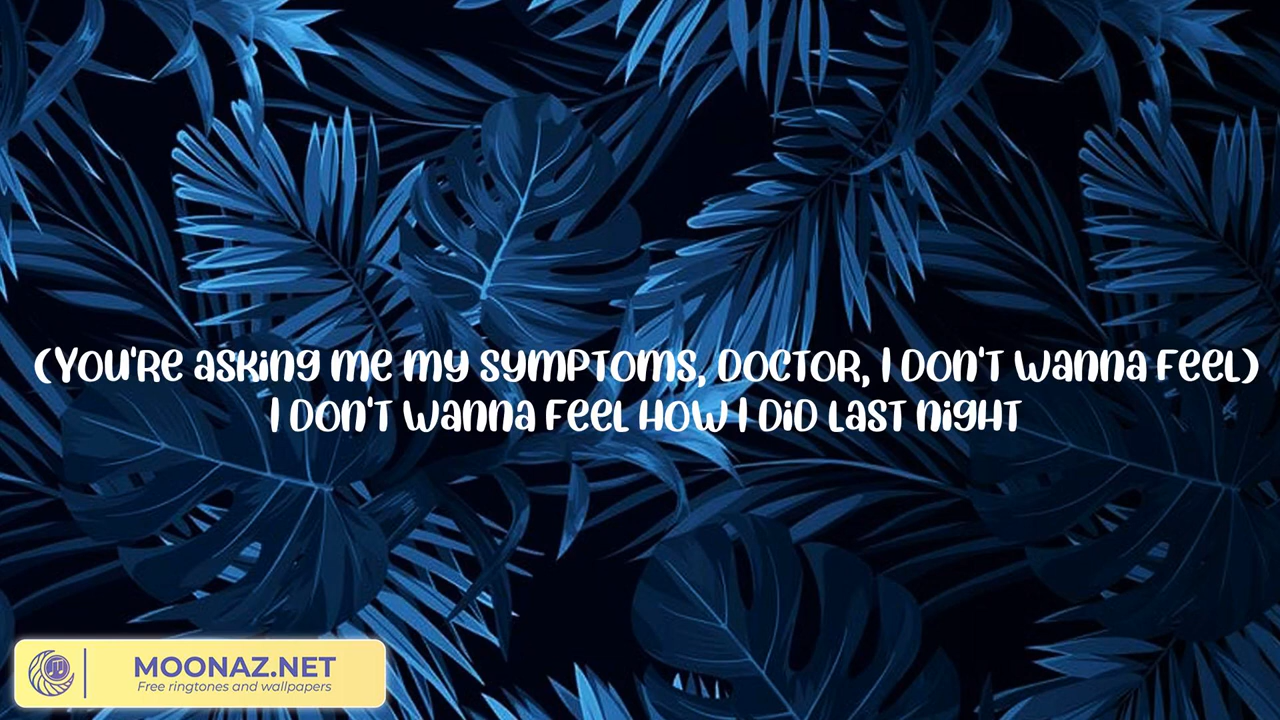 (You're asking me my symptoms, doctor, I don't wanna feel)
I don't wanna feel how I did last night
MOONAZ.NET
Free ringtones and wallpapers